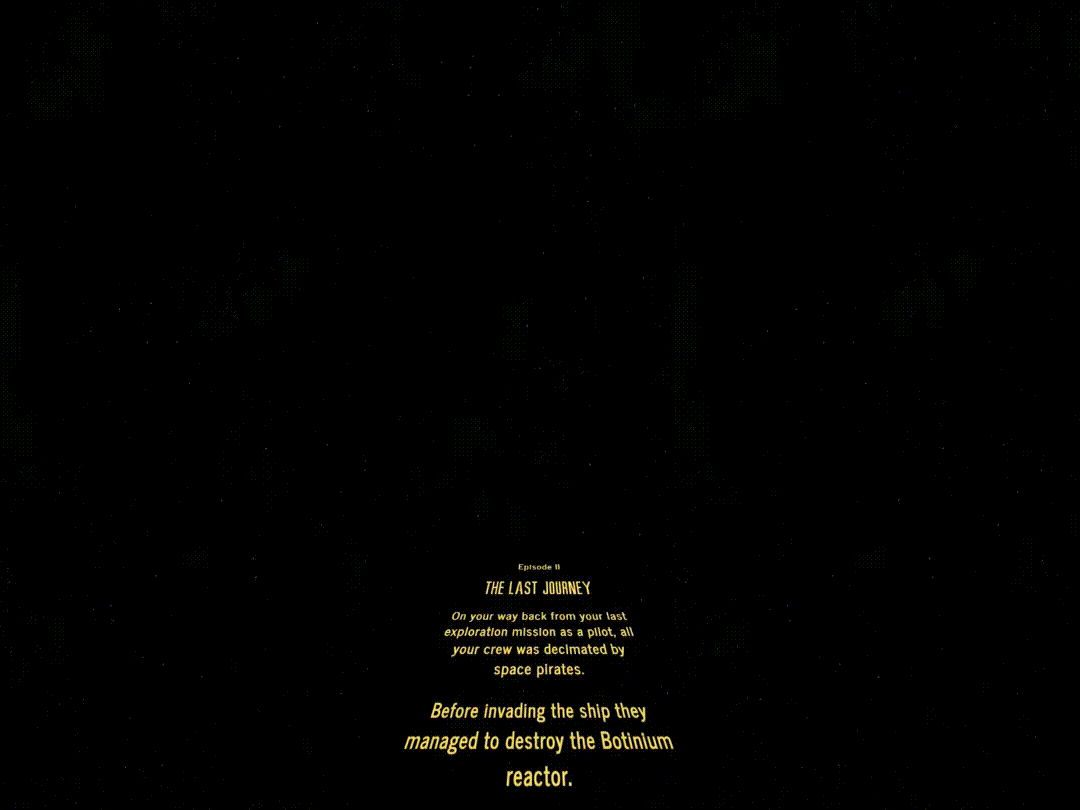 Episode II
THE LAST JOURNEY
On your way back from your last
exploration mission as a pilot, all
your crew was decimated by
space pirates.
Before invading the ship they
managed to destroy the Botinium
reactor.